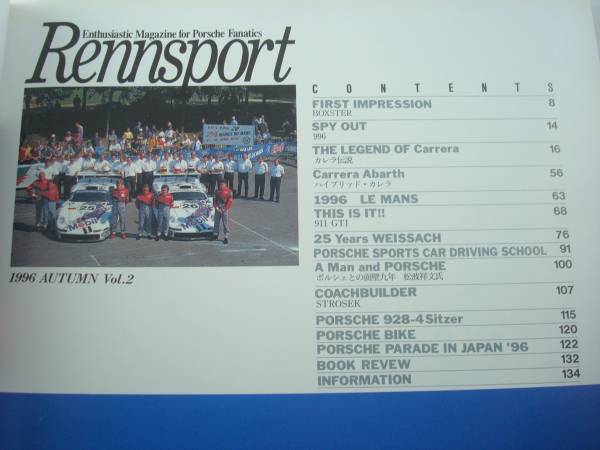 Enthusiastic Magazine for Porsche Fanatics
Rennsport
1996 AUTUMN Vol.2
CONTENTS
FIRST IMPRESSION 8
BOXSTER
SPY OUT 14
996
THE LEGEND OF Carrera 16
カレラ伝説
Carrera Abarth 56
ハイブリッド・カレラ
1996 LE MANS 63
THIS IS IT!! 68
911 GT1
25 Years WEISSACH 76
PORSCHE SPORTS CAR DRIVING SCHOOL 91
A Man and PORSCHE 100
ポルシェとの面壁九年 松波祥文氏
COACHBUILDER 107
STROSEK
PORSCHE 928-4Sitzer 115
PORSCHE BIKE 120
PORSCHE PARADE IN JAPAN '96 122
BOOK REVEW 132
INFORMATION 134
25
26